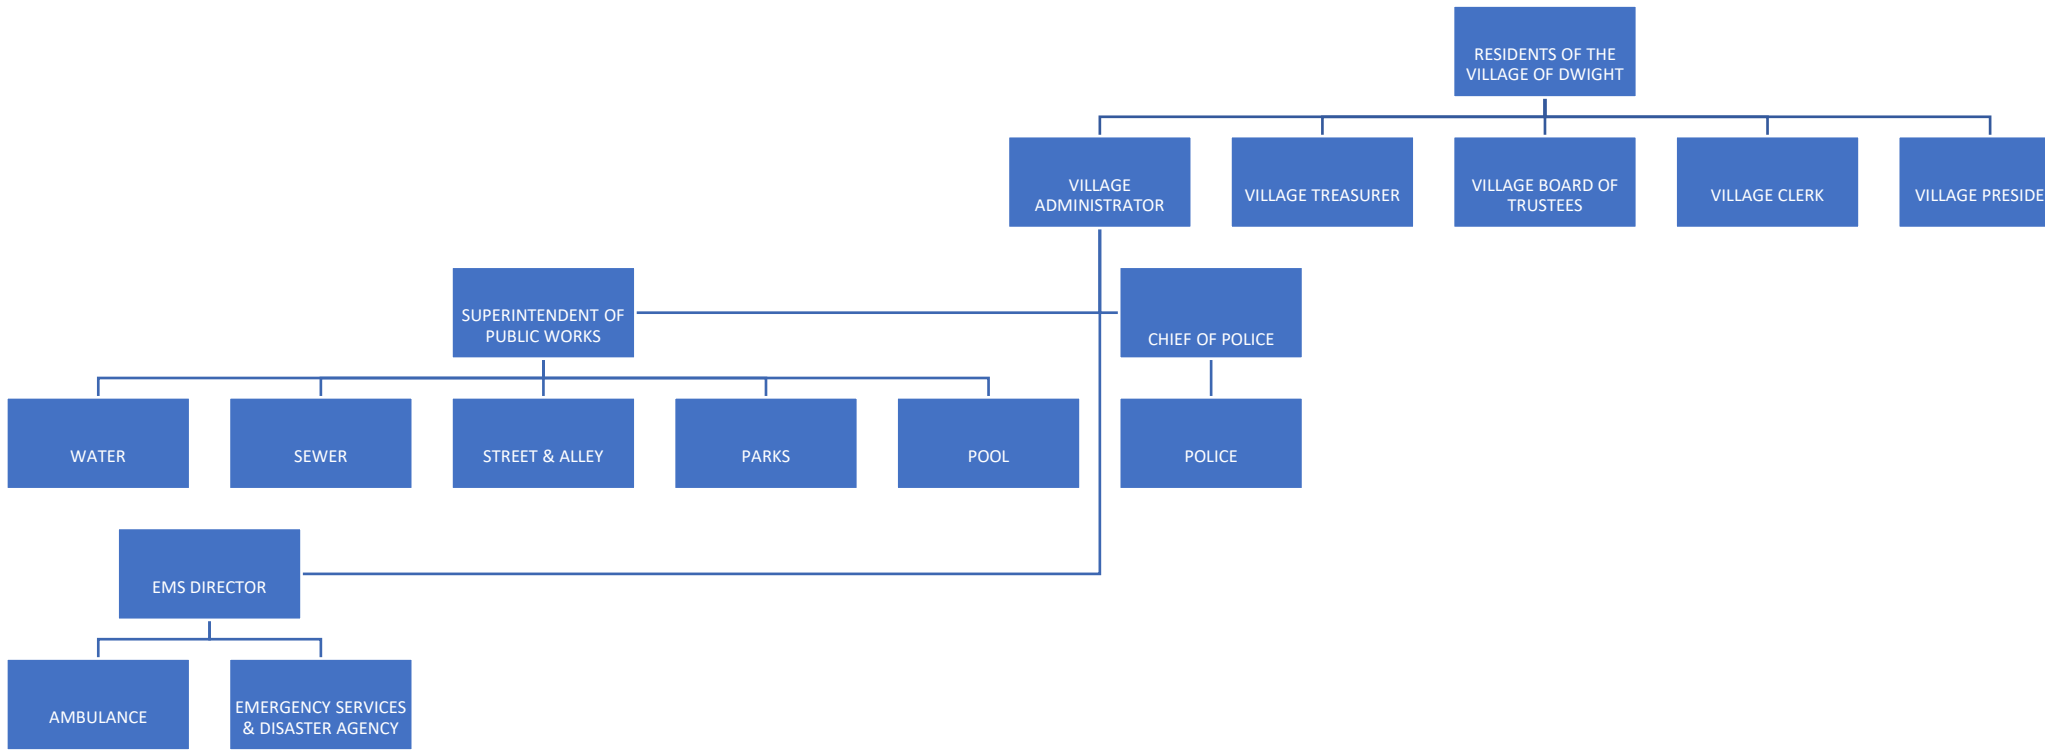 RESIDENTS OF THE
VILLAGE OF DWIGHT
VILLAGE
ADMINISTRATOR
VILLAGE TREASURER
VILLAGE BOARD OF
TRUSTEES
VILLAGE CLERK
VILLAGE PRESIDE
SUPERINTENDENT OF
PUBLIC WORKS
CHIEF OF POLICE
WATER
SEWER
STREET & ALLEY
PARKS
POOL
POLICE
EMS DIRECTOR
AMBULANCE
EMERGENCY SERVICES
& DISASTER AGENCY